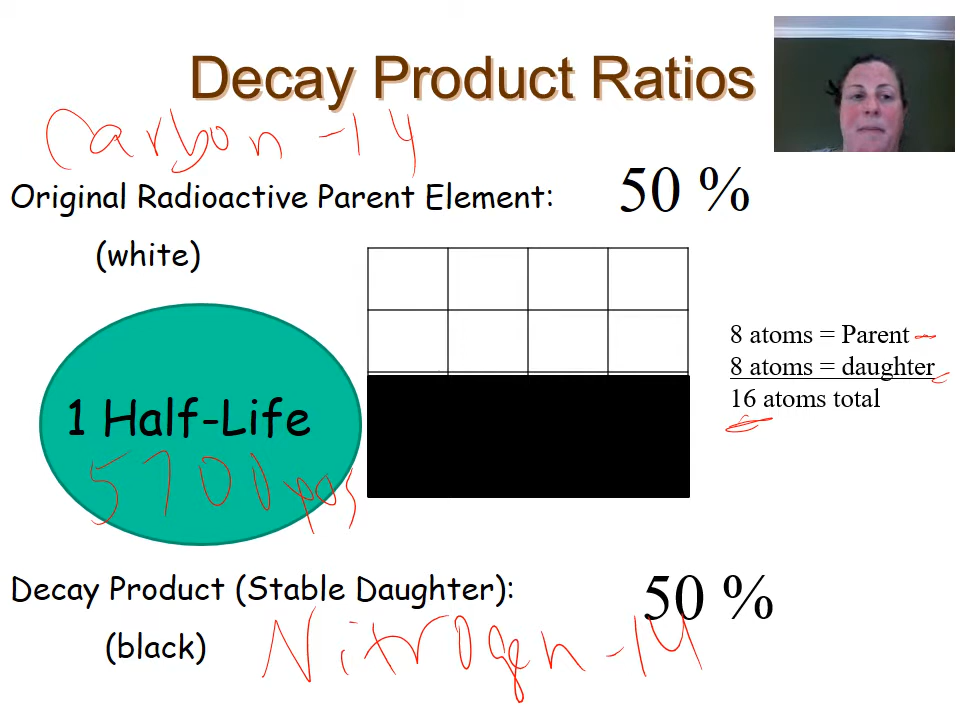 Decay Product Ratios
Carbon-14
Original Radioactive Parent Element:
50 %
(white)
8 atoms = Parent
8 atoms = daughter
16 atoms total
1 Half-Life
5700 yrs
Decay Product (Stable Daughter):
50 %
(black)
Nitrogen-14